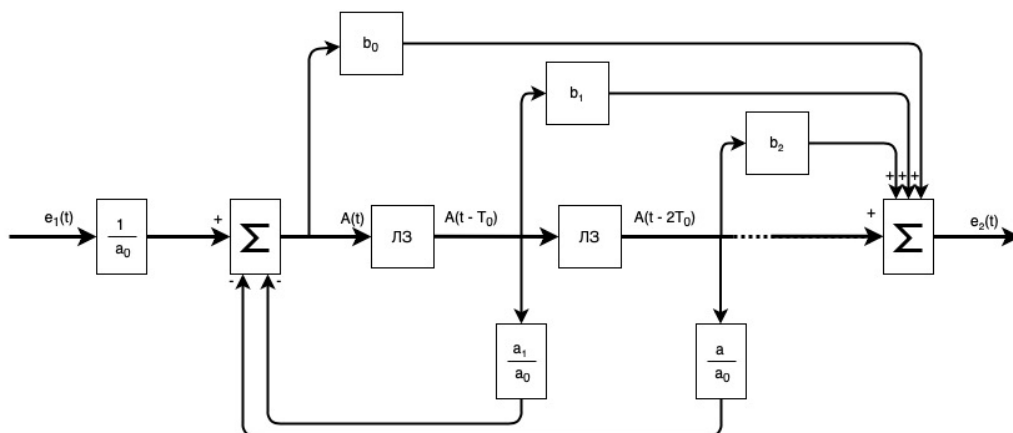 b₀
b₁
b₂
+++
e₁(t)
1
a₀
+
Σ
A(t)
ЛЗ
A(t - T₀)
ЛЗ
A(t - 2T₀)
+
Σ
e₂(t)
-
-
a₁
a₀
a
a₀